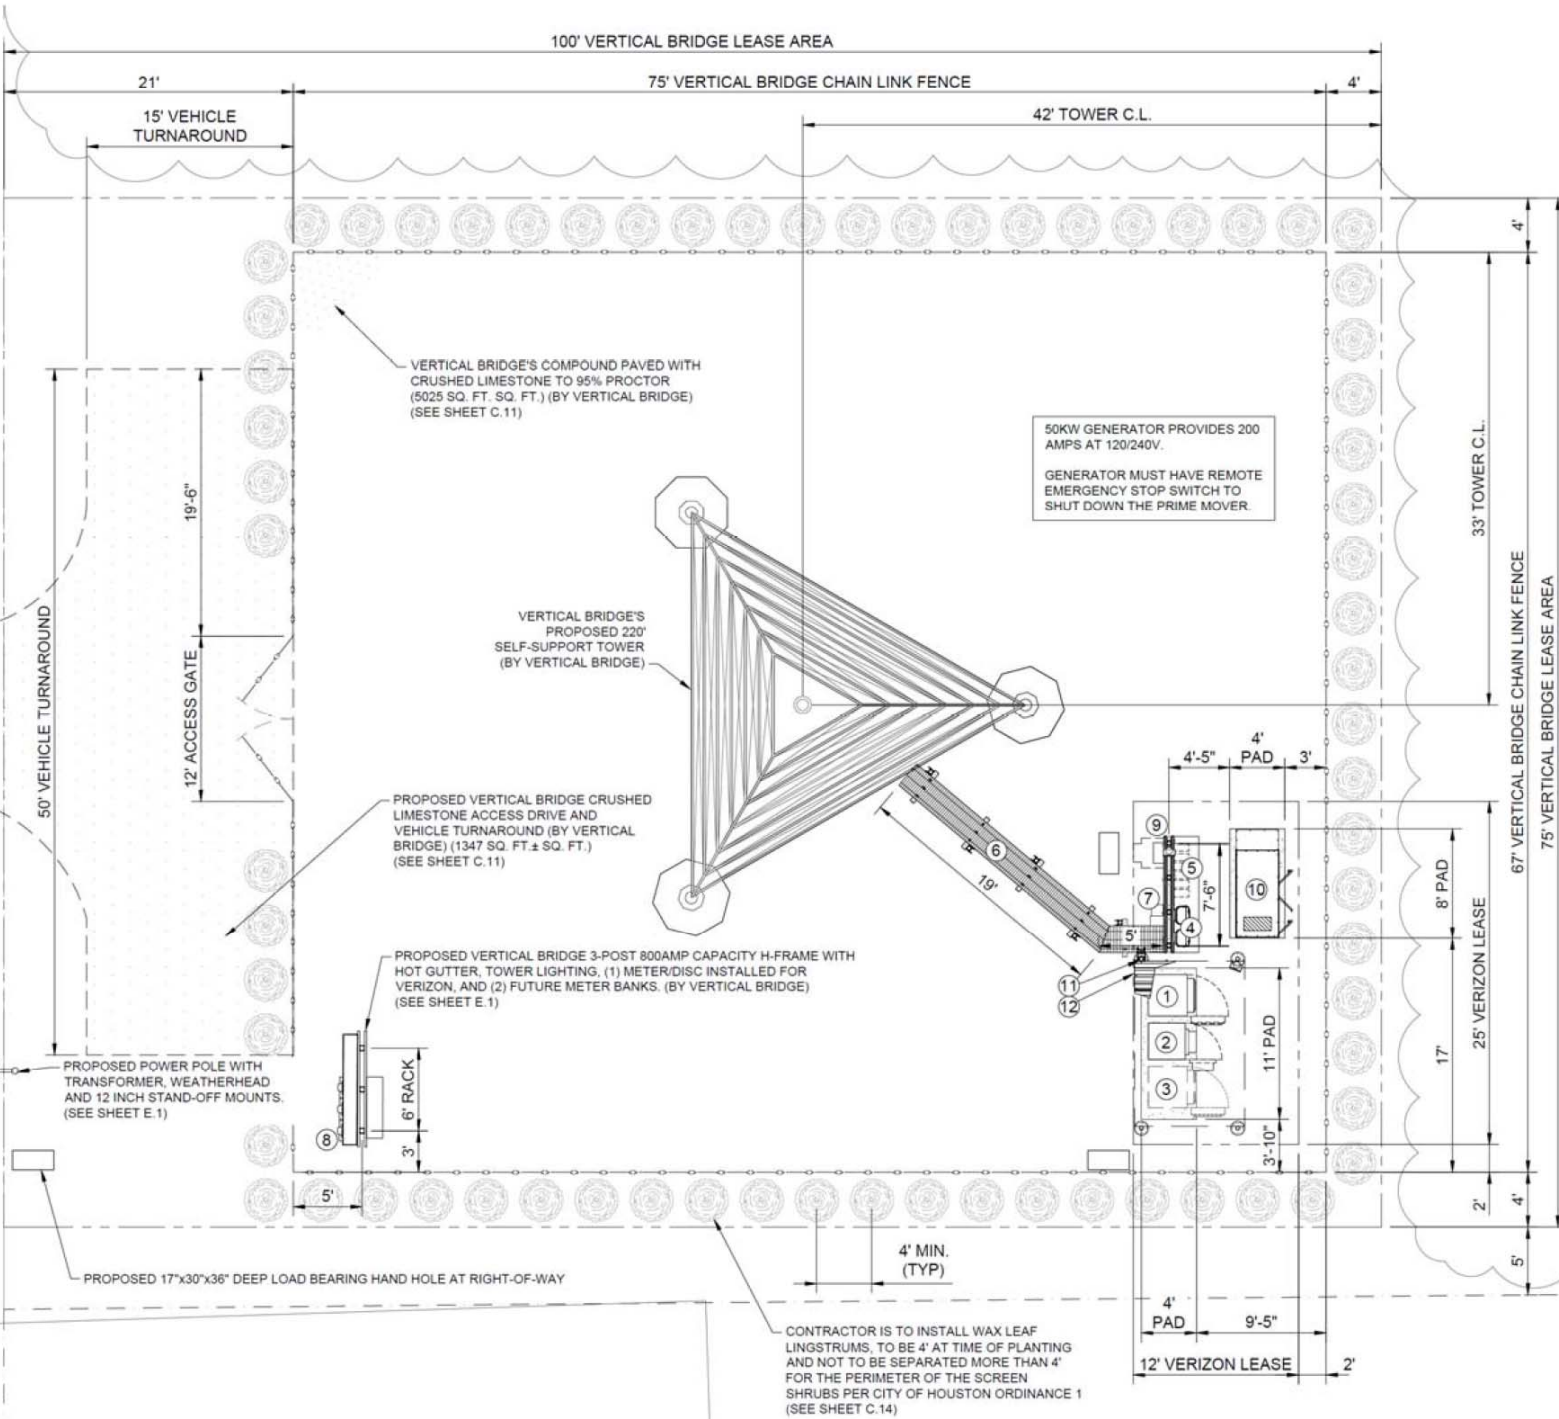 100' VERTICAL BRIDGE LEASE AREA
21'
75' VERTICAL BRIDGE CHAIN LINK FENCE
4'
15' VEHICLE
TURNAROUND
42' TOWER C.L.
4'
VERTICAL BRIDGE'S COMPOUND PAVED WITH
CRUSHED LIMESTONE TO 95% PROCTOR
(5025 SQ. FT. SQ. FT.) (BY VERTICAL BRIDGE)
(SEE SHEET C.11)
50KW GENERATOR PROVIDES 200
AMPS AT 120/240V.
GENERATOR MUST HAVE REMOTE
EMERGENCY STOP SWITCH TO
SHUT DOWN THE PRIME MOVER.
33' TOWER C.L.
19'-6"
67' VERTICAL BRIDGE CHAIN LINK FENCE
75' VERTICAL BRIDGE LEASE AREA
VERTICAL BRIDGE'S
PROPOSED 220'
SELF-SUPPORT TOWER
(BY VERTICAL BRIDGE)
50' VEHICLE TURNAROUND
12' ACCESS GATE
4'
PAD
4'-5"
3'
PROPOSED VERTICAL BRIDGE CRUSHED
LIMESTONE ACCESS DRIVE AND
VEHICLE TURNAROUND (BY VERTICAL
BRIDGE) (1347 SQ. FT.± SQ. FT.)
(SEE SHEET C.11)
9
6
5
7'-6"
10
8' PAD
19'
7
4
5'
25' VERIZON LEASE
PROPOSED VERTICAL BRIDGE 3-POST 800AMP CAPACITY H-FRAME WITH
HOT GUTTER, TOWER LIGHTING, (1) METER/DISC INSTALLED FOR
VERIZON, AND (2) FUTURE METER BANKS. (BY VERTICAL BRIDGE)
(SEE SHEET E.1)
11
12
1
2
3
11' PAD
17'
PROPOSED POWER POLE WITH
TRANSFORMER, WEATHERHEAD
AND 12 INCH STAND-OFF MOUNTS.
(SEE SHEET E.1)
6' RACK
8
3'
3'-10"
5'
2'
4'
4' MIN.
(TYP)
5'
PROPOSED 17"x30"x36" DEEP LOAD BEARING HAND HOLE AT RIGHT-OF-WAY
4'
PAD
9'-5"
CONTRACTOR IS TO INSTALL WAX LEAF
LINGSTRUMS, TO BE 4' AT TIME OF PLANTING
AND NOT TO BE SEPARATED MORE THAN 4'
FOR THE PERIMETER OF THE SCREEN
SHRUBS PER CITY OF HOUSTON ORDINANCE 1
(SEE SHEET C.14)
12' VERIZON LEASE
2'